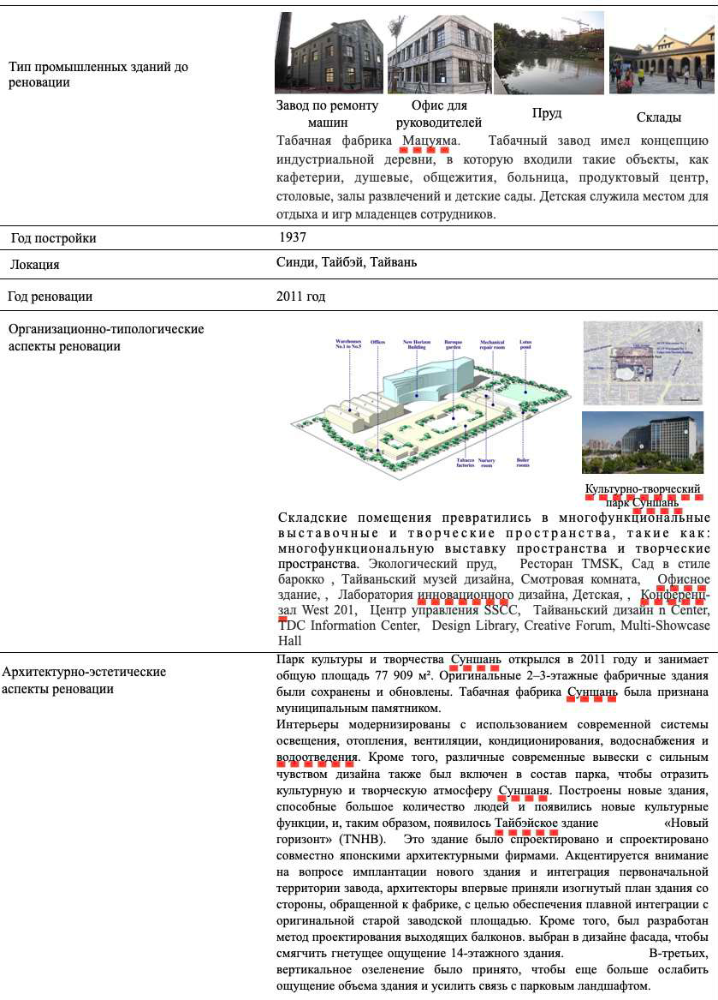 Тип промышленных зданий до
реновации
Завод по ремонту
машин
Офис для
руководителей
Пруд
Склады
Табачная фабрика Мацуяма. Табачный завод имел концепцию
индустриальной деревни, в которую входили такие объекты, как
кафетерии, душевые, общежития, больница, продуктовый центр,
столовые, залы развлечений и детские сады. Детская служила местом для
отдыха и игр младенцев сотрудников.
Год постройки
1937
Локация
Синди, Тайбэй, Тайвань
Год реновации
2011 год
Организационно-типологические
аспекты реновации
Warehouses
No.1 to No.5
Offices
New Horizon
Building
Baroque
garden
Mechanical
repair room
Lotus
pond
Tabacco
factories
Nursery
room
Boiler
rooms
Культурно-творческий
парк Суншань
Складские помещения превратились в многофункциональные
выставочные и творческие пространства, такие как:
многофункциональную выставку пространства и творческие
пространства. Экологический пруд, Ресторан TMSK, Сад в стиле
барокко , Тайваньский музей дизайна, Смотровая комната, Офисное
здание, , Лаборатория инновационного дизайна, Детская, , Конференц-
зал West 201, Центр управления SSCC, Тайваньский дизайн n Center,
TDC Information Center, Design Library, Creative Forum, Multi-Showcase
Hall
Архитектурно-эстетические
аспекты реновации
Парк культуры и творчества Суншань открылся в 2011 году и занимает
общую площадь 77 909 м². Оригинальные 2–3-этажные фабричные здания
были сохранены и обновлены. Табачная фабрика Суншань была признана
муниципальным памятником.
Интерьеры модернизированы с использованием современной системы
освещения, отопления, вентиляции, кондиционирования, водоснабжения и
водоотведения. Кроме того, различные современные вывески с сильным
чувством дизайна также был включен в состав парка, чтобы отразить
культурную и творческую атмосферу Суншаня. Построены новые здания,
способные большое количество людей и появились новые культурные
функции, и, таким образом, появилось Тайбэйское здание «Новый
горизонт» (TNHB). Это здание было спроектировано и спроектировано
совместно японскими архитектурными фирмами. Акцентируется внимание
на вопросе имплантации нового здания и интеграция первоначальной
территории завода, архитекторы впервые приняли изогнутый план здания со
стороны, обращенной к фабрике, с целью обеспечения плавной интеграции с
оригинальной старой заводской площадью. Кроме того, был разработан
метод проектирования выходящих балконов. выбран в дизайне фасада, чтобы
смягчить гнетущее ощущение 14-этажного здания. В-третьих,
вертикальное озеленение было принято, чтобы еще больше ослабить
ощущение объема здания и усилить связь с парковым ландшафтом.